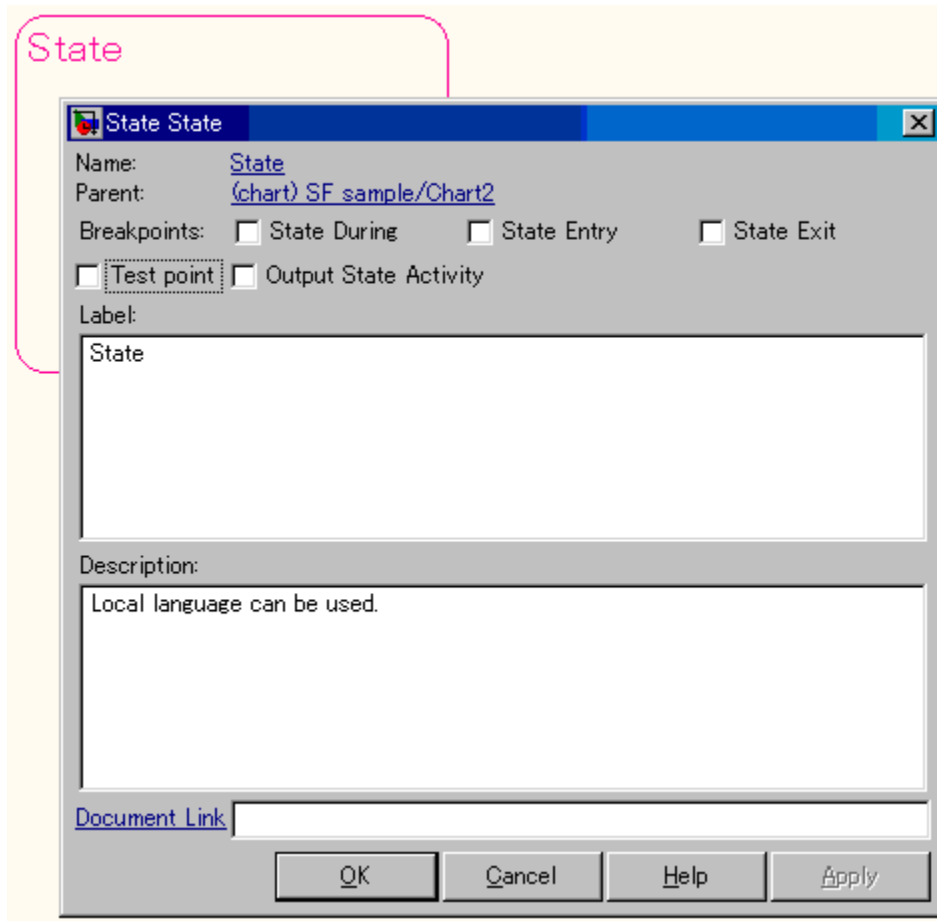 State
State State
Name: State
Parent: (chart) SF sample/Chart2
Breakpoints: State During State Entry State Exit
Test point Output State Activity
Label:
State
Description:
Local language can be used.
Document Link
OK Cancel Help Apply